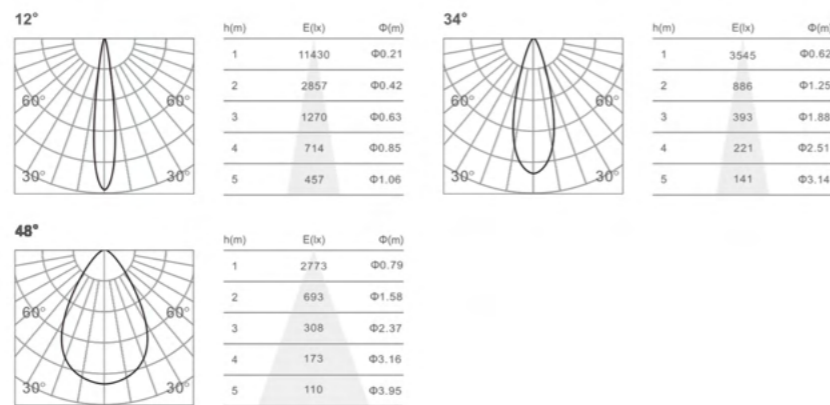 12°
60° 60°
30° 30°
h(m) E(lx) Φ(m)
1 11430 Φ0.21
2 2857 Φ0.42
3 1270 Φ0.63
4 714 Φ0.85
5 457 Φ1.06
34°
60° 60°
30° 30°
h(m) E(lx) Φ(m)
1 3545 Φ0.62
2 886 Φ1.25
3 393 Φ1.88
4 221 Φ2.51
5 141 Φ3.14
48°
60° 60°
30° 30°
h(m) E(lx) Φ(m)
1 2773 Φ0.79
2 693 Φ1.58
3 308 Φ2.37
4 173 Φ3.16
5 110 Φ3.95